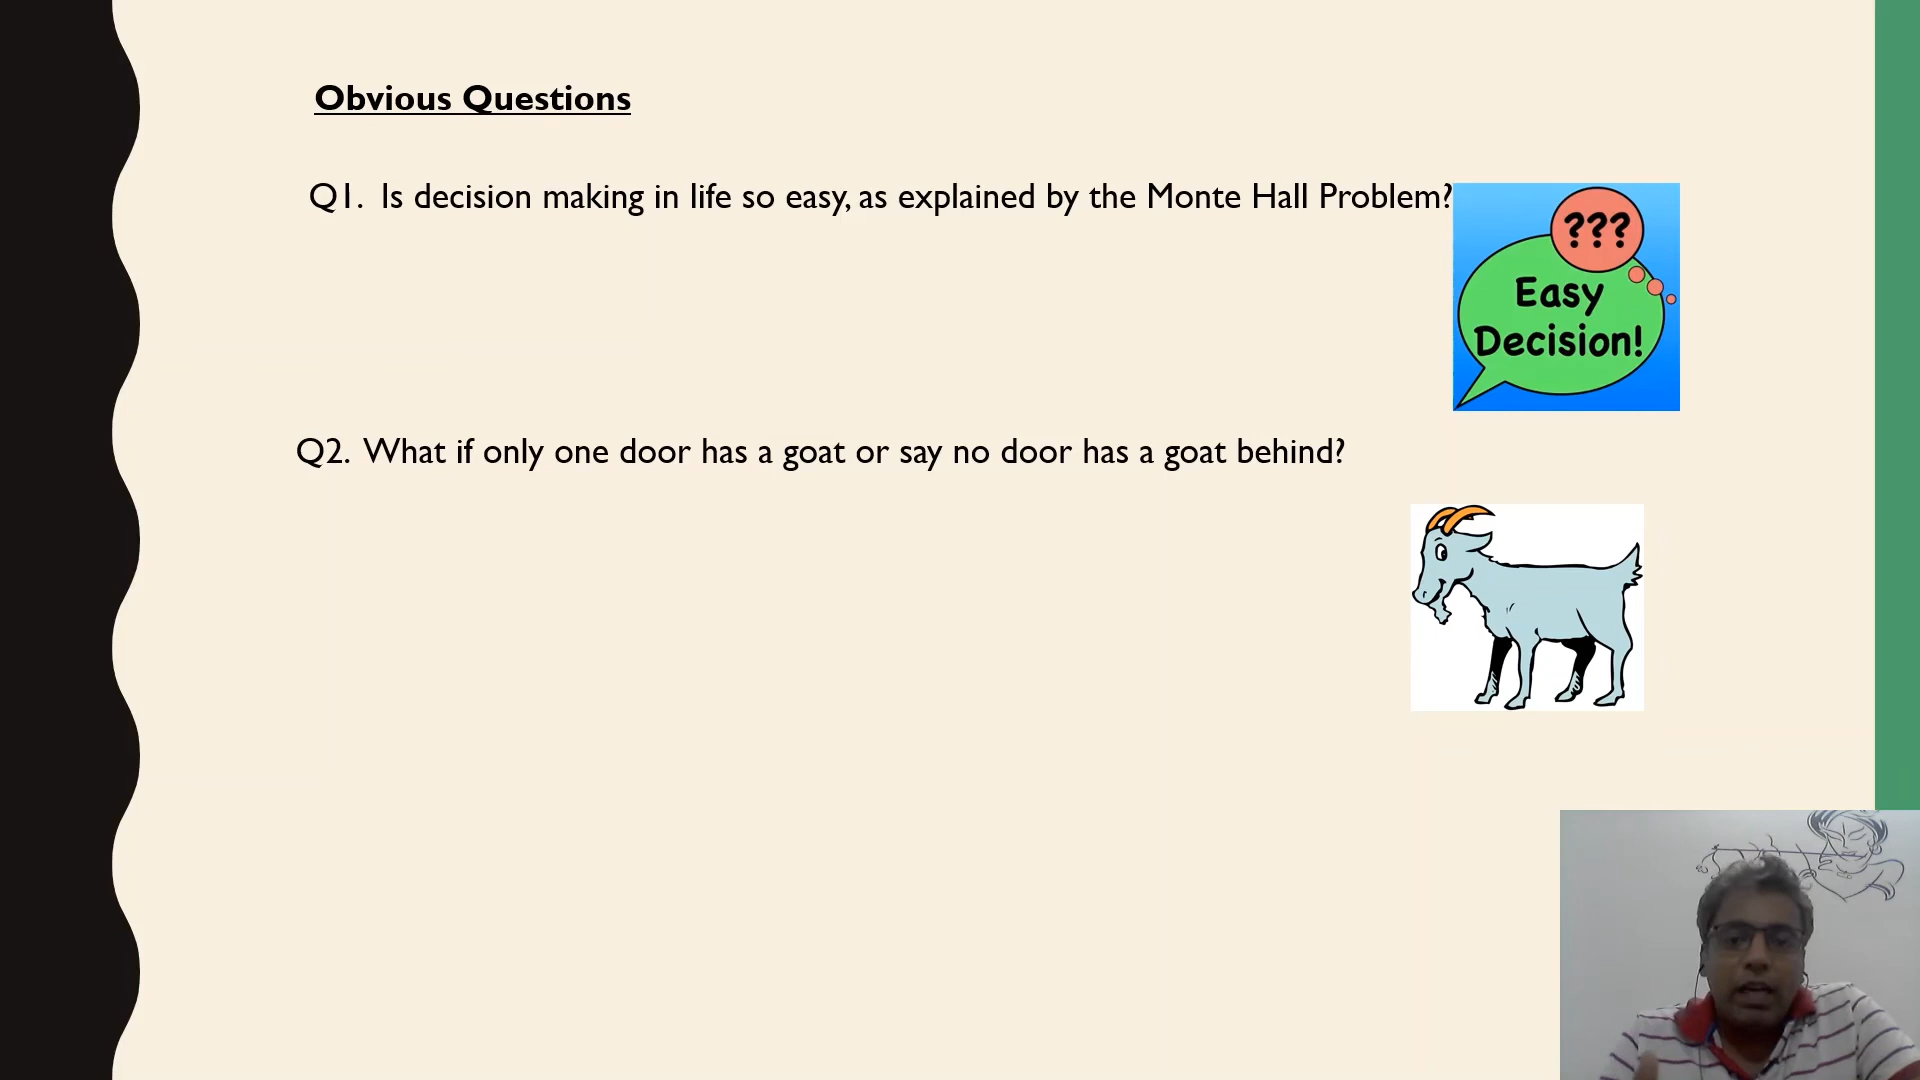 Obvious Questions
Q1. Is decision making in life so easy, as explained by the Monte Hall Problem?
???
Easy
Decision!
Q2. What if only one door has a goat or say no door has a goat behind?